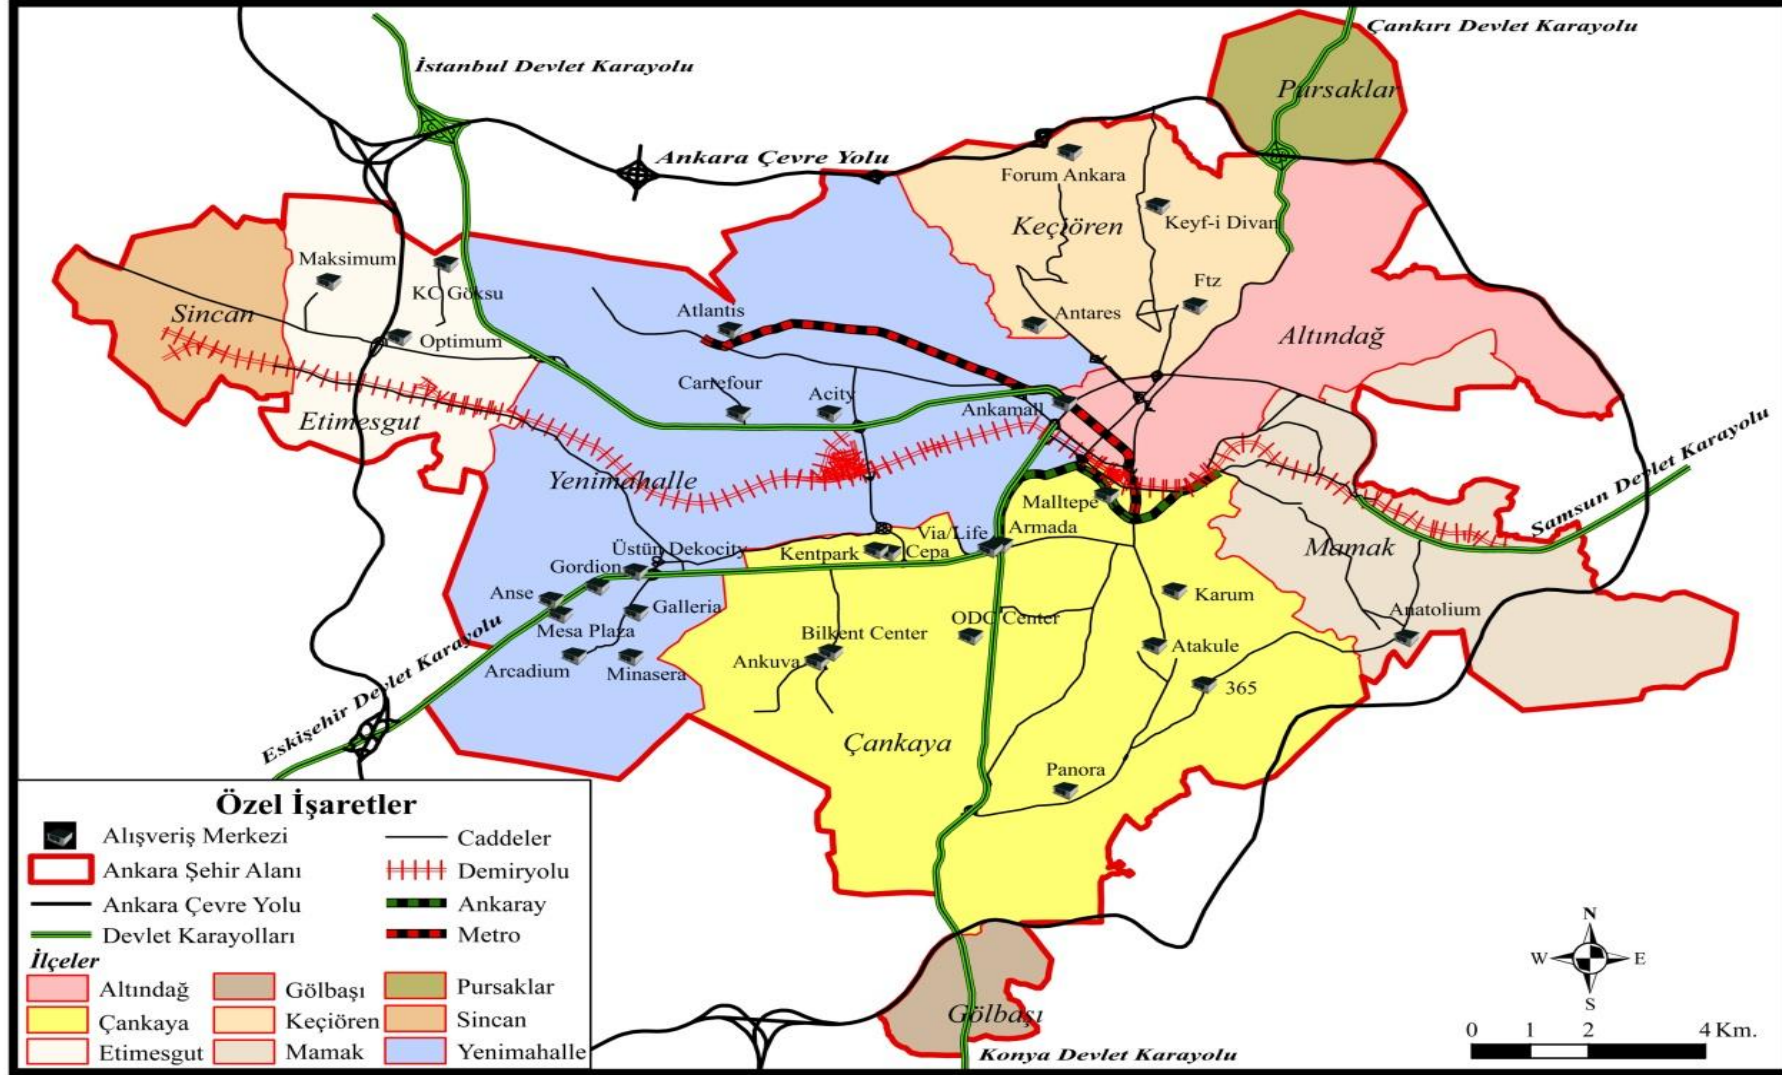 Çankırı Devlet Karayolu
İstanbul Devlet Karayolu
Pursaklar
Ankara Çevre Yolu
Forum Ankara
Keçiören
Keyf-i Divan
Maksimum
KC Göksu
Sincan
Ftz
Atlantis
Antares
Optimum
Altındağ
Carrefour
Acity
Ankamall
Etimesgut
Yenimahalle
Malltepe
Samsun Devlet Karayolu
Via/Life
Armada
Üstün Dekocity
Kentpark
Cepa
Mamak
Gordion
Anse
Galleria
Karum
Anatolium
Mesa Plaza
Bilkent Center
ODC Center
Arcadium
Minasera
Ankuva
Atakule
365
Eskişehir Devlet Karayolu
Çankaya
Panora
Özel İşaretler
Alışveriş Merkezi
Caddeler
Ankara Şehir Alanı
Demiryolu
Ankara Çevre Yolu
Ankaray
Devlet Karayolları
Metro
İlçeler
Altındağ
Gölbaşı
Pursaklar
Çankaya
Keçiören
Sincan
Etimesgut
Mamak
Yenimahalle
Gölbaşı
Konya Devlet Karayolu
N
W
E
S
0 1 2 4 Km.